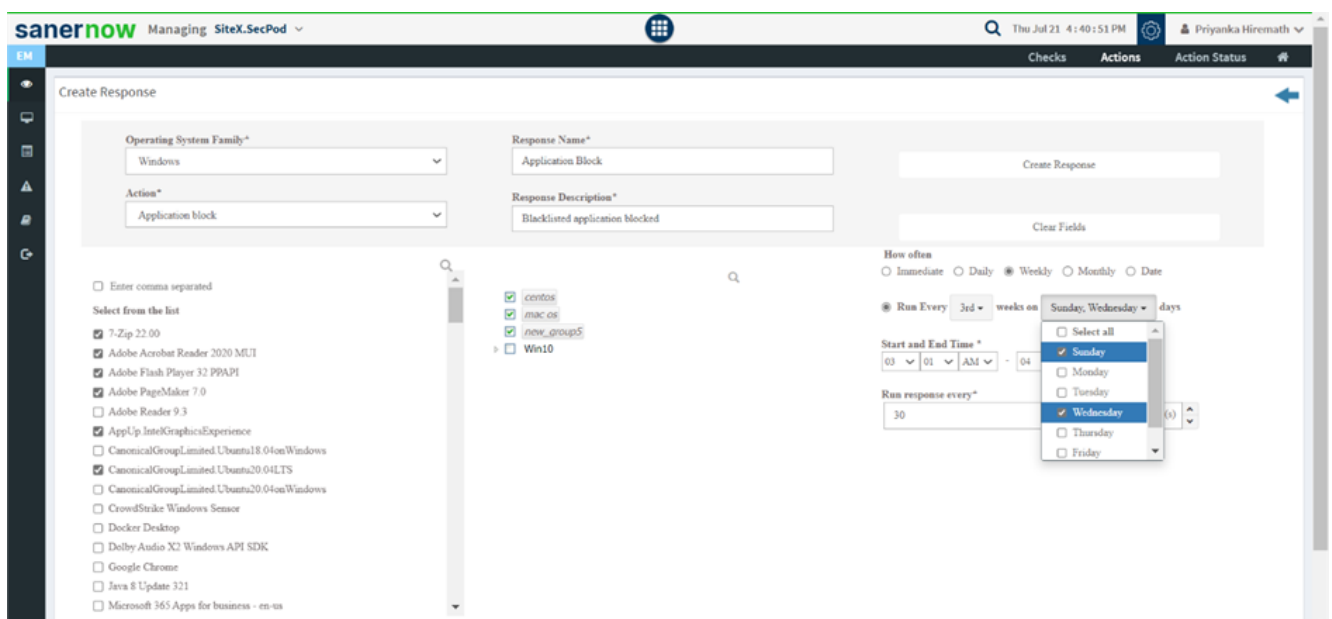 sanernow Managing SiteX.SecPod Thu Jul 21 4:40:51 PM Priyanka Hiremath
EM Checks Actions Action Status
Create Response
Operating System Family*
Windows
Action*
Application block
Response Name*
Application Block
Response Description*
Blacklisted application blocked
Create Response
Clear Fields
Enter comma separated
Select from the list
7-Zip 22.00
Adobe Acrobat Reader 2020 MUI
Adobe Flash Player 32 PPAPI
Adobe PageMaker 7.0
Adobe Reader 9.3
AppUp.IntelGraphicsExperience
CanonicalGroupLimited.Ubuntu18.04onWindows
CanonicalGroupLimited.Ubuntu20.04LTS
CanonicalGroupLimited.Ubuntu20.04onWindows
CrowdStrike Windows Sensor
Docker Desktop
Dolby Audio X2 Windows API SDK
Google Chrome
Java 8 Update 321
Microsoft 365 Apps for business - en-us
centos
mac os
new_group5
Win10
How often
Immediate Daily Weekly Monthly Date
Run Every 3rd weeks on Sunday, Wednesday days
Select all
Sunday
Monday
Tuesday
Wednesday
Thursday
Friday
Start and End Time *
03 01 AM - 04
Run response every*
30 (s)